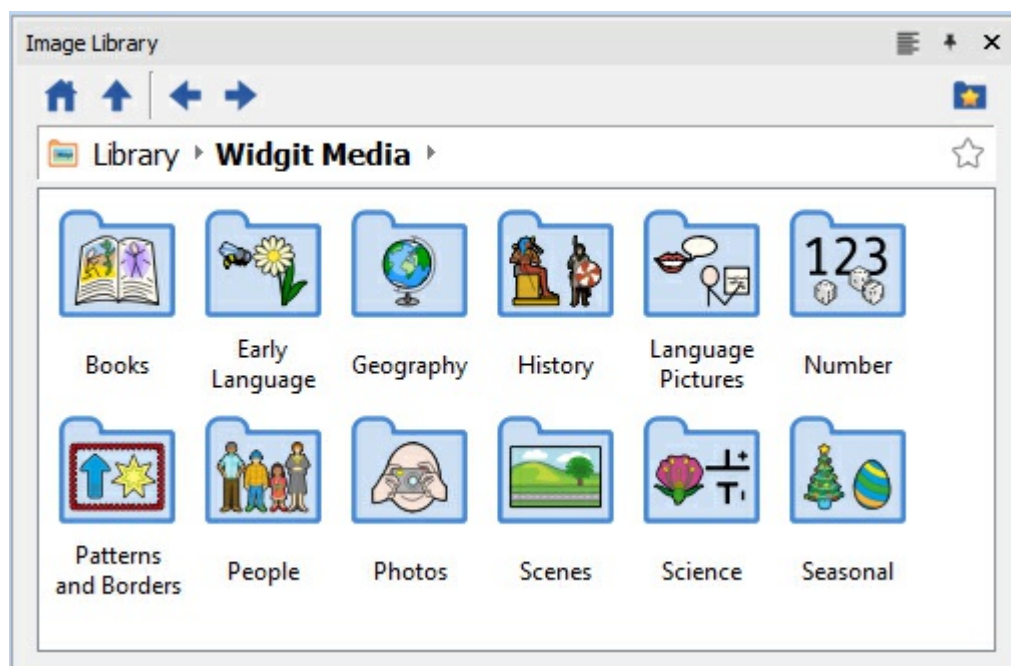 Image Library
Library Widgit Media
123
Books
Early
Language
Geography
History
Language
Pictures
Number
Patterns
and Borders
People
Photos
Scenes
Science
Seasonal